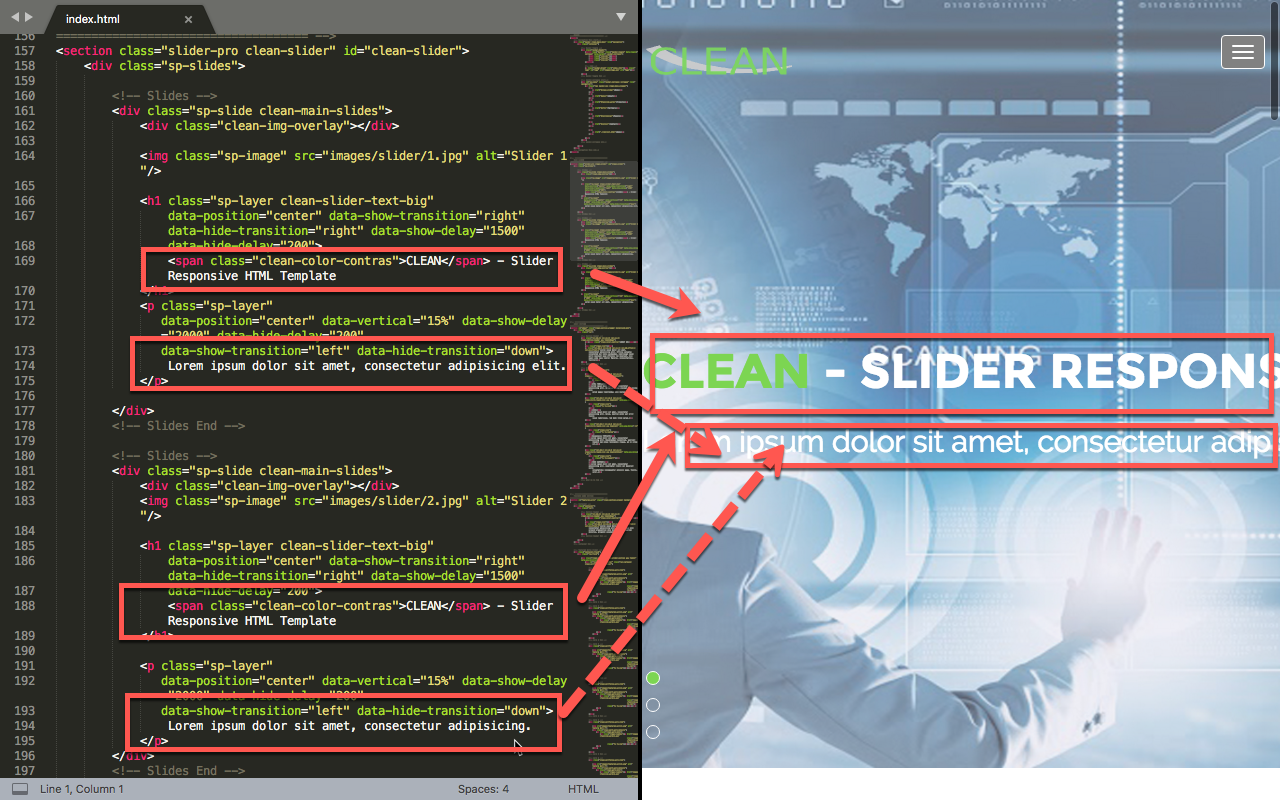 index.html
156 ==================================== -->
157 <section class="slider-pro clean-slider" id="clean-slider">
158 <div class="sp-slides">
159
160 <!-- Slides -->
161 <div class="sp-slide clean-main-slides">
162 <div class="clean-img-overlay"></div>
163
164 <img class="sp-image" src="images/slider/1.jpg" alt="Slider 1
"/>
165
166 <h1 class="sp-layer clean-slider-text-big"
167 data-position="center" data-show-transition="right"
data-hide-transition="right" data-show-delay="1500"
168 data-hide-delay="200">
169 <span class="clean-color-contras">CLEAN</span> – Slider
Responsive HTML Template
170 </h1>
171 <p class="sp-layer"
172 data-position="center" data-vertical="15%" data-show-delay
="2000" data-hide-delay="200"
173 data-show-transition="left" data-hide-transition="down">
174 Lorem ipsum dolor sit amet, consectetur adipisicing elit.
175 </p>
176
177 </div>
178 <!-- Slides End -->
179
180 <!-- Slides -->
181 <div class="sp-slide clean-main-slides">
182 <div class="clean-img-overlay"></div>
183 <img class="sp-image" src="images/slider/2.jpg" alt="Slider 2
"/>
184
185 <h1 class="sp-layer clean-slider-text-big"
186 data-position="center" data-show-transition="right"
data-hide-transition="right" data-show-delay="1500"
187 data-hide-delay="200">
188 <span class="clean-color-contras">CLEAN</span> – Slider
Responsive HTML Template
189 </h1>
190
191 <p class="sp-layer"
192 data-position="center" data-vertical="15%" data-show-delay
="2000" data-hide-delay="200"
193 data-show-transition="left" data-hide-transition="down">
194 Lorem ipsum dolor sit amet, consectetur adipisicing.
195 </p>
196 </div>
197 <!-- Slides End -->
Line 1, Column 1
Spaces: 4
HTML
CLEAN
SCANNING
CLEAN - SLIDER RESPONS
ipsum dolor sit amet, consectetur adip